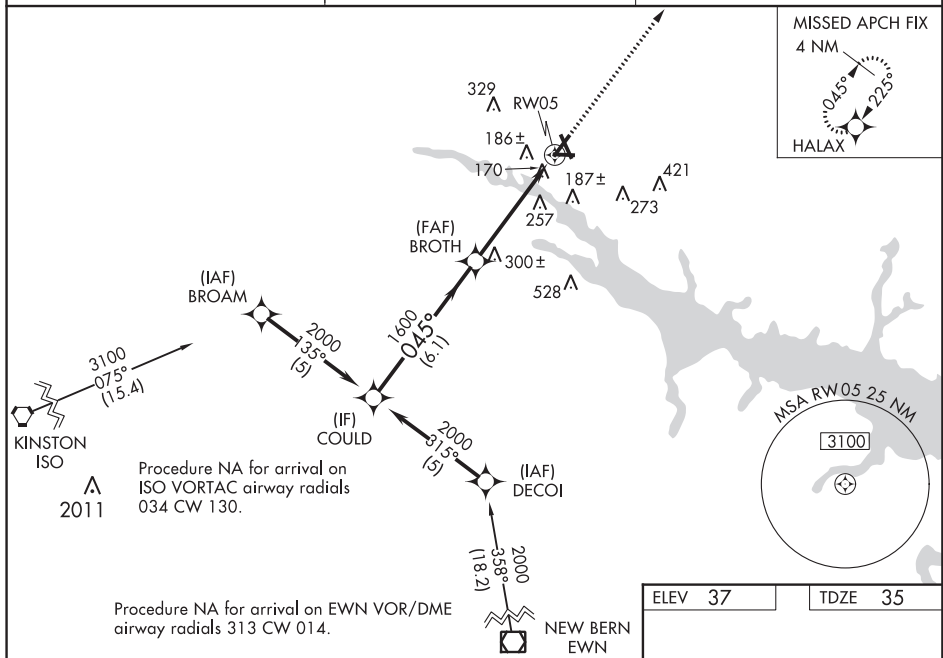 MISSED APCH FIX
4 NM
045°
225°
HALAX
329
RW05
186±
170
187±
421
273
257
(FAF)
BROTH
300±
528
(IAF)
BROAM
2000
135°
(5)
1600
045°
(6.1)
3100
075°
(15.4)
KINSTON
ISO
(IF)
COULD
2000
315°
(5)
(IAF)
DECOI
MSA RW05 25 NM
3100
2011
Procedure NA for arrival on
ISO VORTAC airway radials
034 CW 130.
2000
358°
(18.2)
Procedure NA for arrival on EWN VOR/DME
airway radials 313 CW 014.
NEW BERN
EWN
ELEV 37
TDZE 35